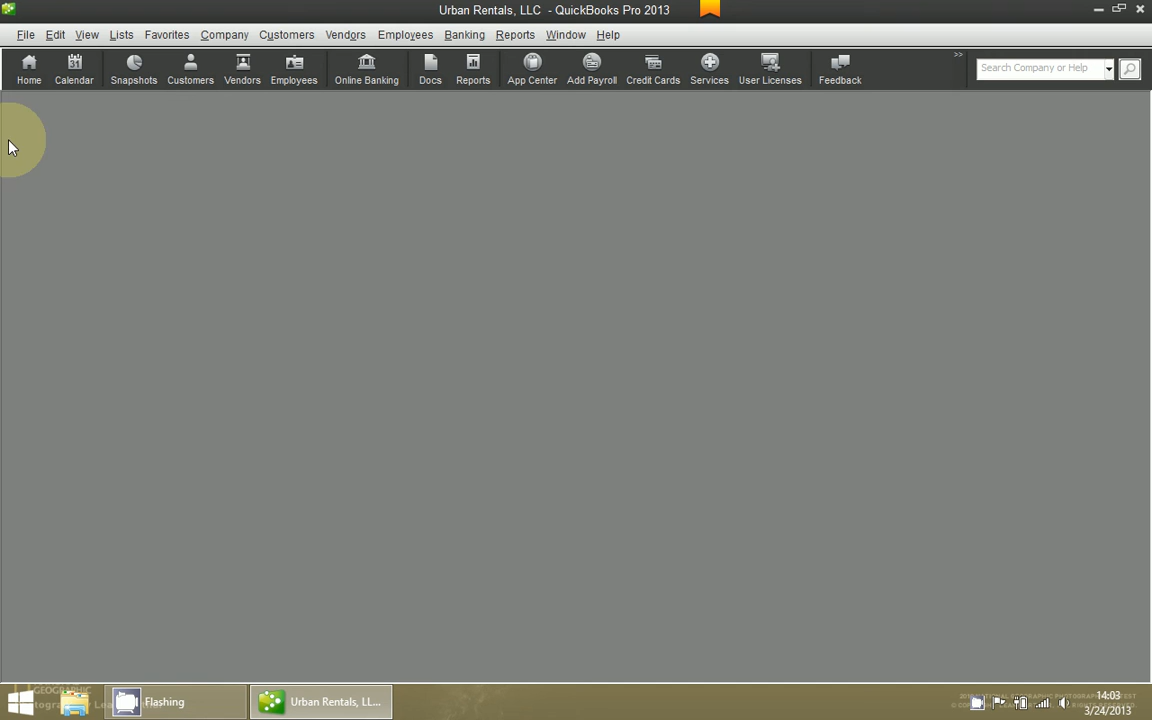 Urban Rentals, LLC - QuickBooks Pro 2013
File Edit View Lists Favorites Company Customers Vendors Employees Banking Reports Window Help
Home Calendar Snapshots Customers Vendors Employees Online Banking Docs Reports App Center Add Payroll Credit Cards Services User Licenses Feedback >> Search Company or Help
31
GEOGRAPHIC
Flashing Urban Rentals, LL... 14:03
3/24/2013